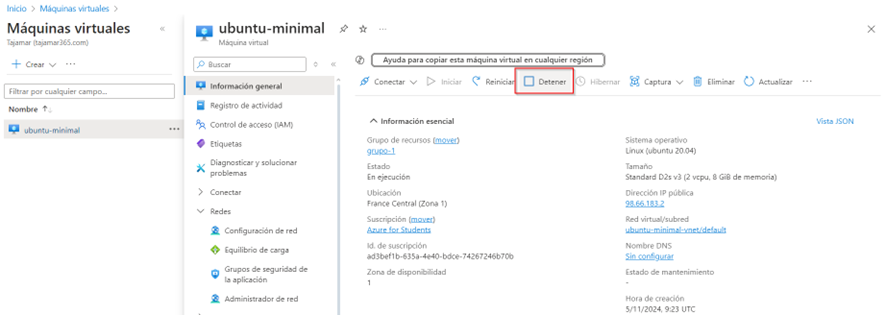 Inicio > Máquinas virtuales >
Máquinas virtuales
Tajamar (tajamar365.com)
Crear
Filtrar por cualquier campo...
Nombre
ubuntu-minimal
ubuntu-minimal
Máquina virtual
Buscar
Información general
Registro de actividad
Control de acceso (IAM)
Etiquetas
Diagnosticar y solucionar
problemas
Conectar
Redes
Configuración de red
Equilibrio de carga
Grupos de seguridad de
la aplicación
Administrador de red
Ayuda para copiar esta máquina virtual en cualquier región
Conectar Iniciar Reiniciar Detener Hibernar Captura Eliminar Actualizar
Información esencial
Vista JSON
Grupo de recursos (mover)
grupo-1
Estado
En ejecución
Ubicación
France Central (Zona 1)
Suscripción (mover)
Azure for Students
Id. de suscripción
ad3bef1b-635a-4e40-bdce-74267246b70b
Zona de disponibilidad
1
Sistema operativo
Linux (ubuntu 20.04)
Tamaño
Standard D2s v3 (2 vcpu, 8 GiB de memoria)
Dirección IP pública
98.66.183.2
Red virtual/subred
ubuntu-minimal-vnet/default
Nombre DNS
Sin configurar
Estado de mantenimiento
-
Hora de creación
5/11/2024, 9:23 UTC